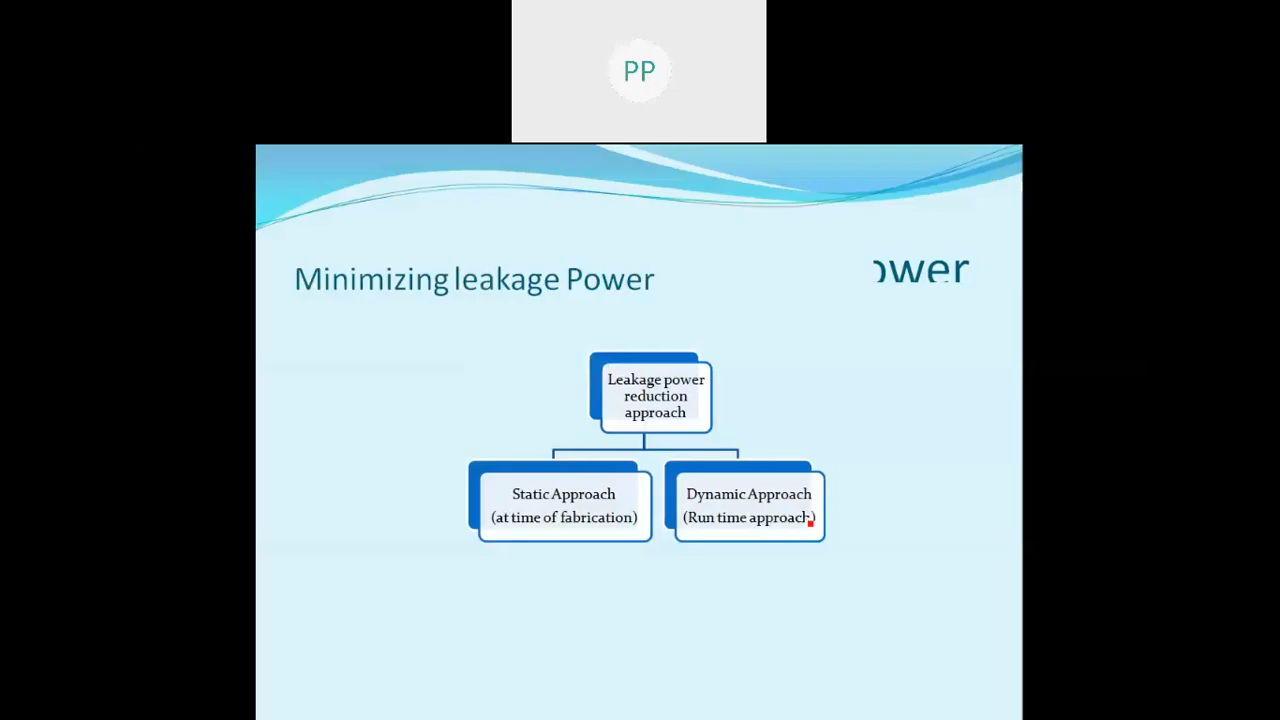 PP
Minimizing leakage Power
ower
Leakage power
reduction
approach
Static Approach
(at time of fabrication)
Dynamic Approach
(Run time approach)